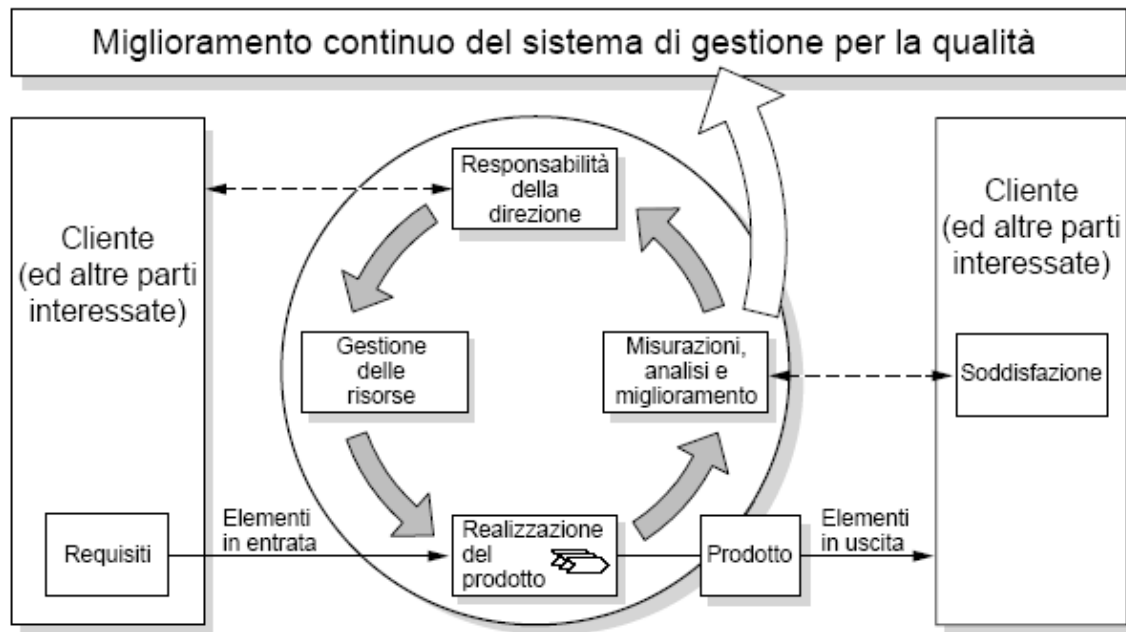 Miglioramento continuo del sistema di gestione per la qualità
Cliente
(ed altre parti
interessate)
Requisiti
Elementi
in entrata
Responsabilità
della
direzione
Gestione
delle
risorse
Misurazioni,
analisi e
miglioramento
Realizzazione
del
prodotto
Prodotto
Elementi
in uscita
Cliente
(ed altre parti
interessate)
Soddisfazione